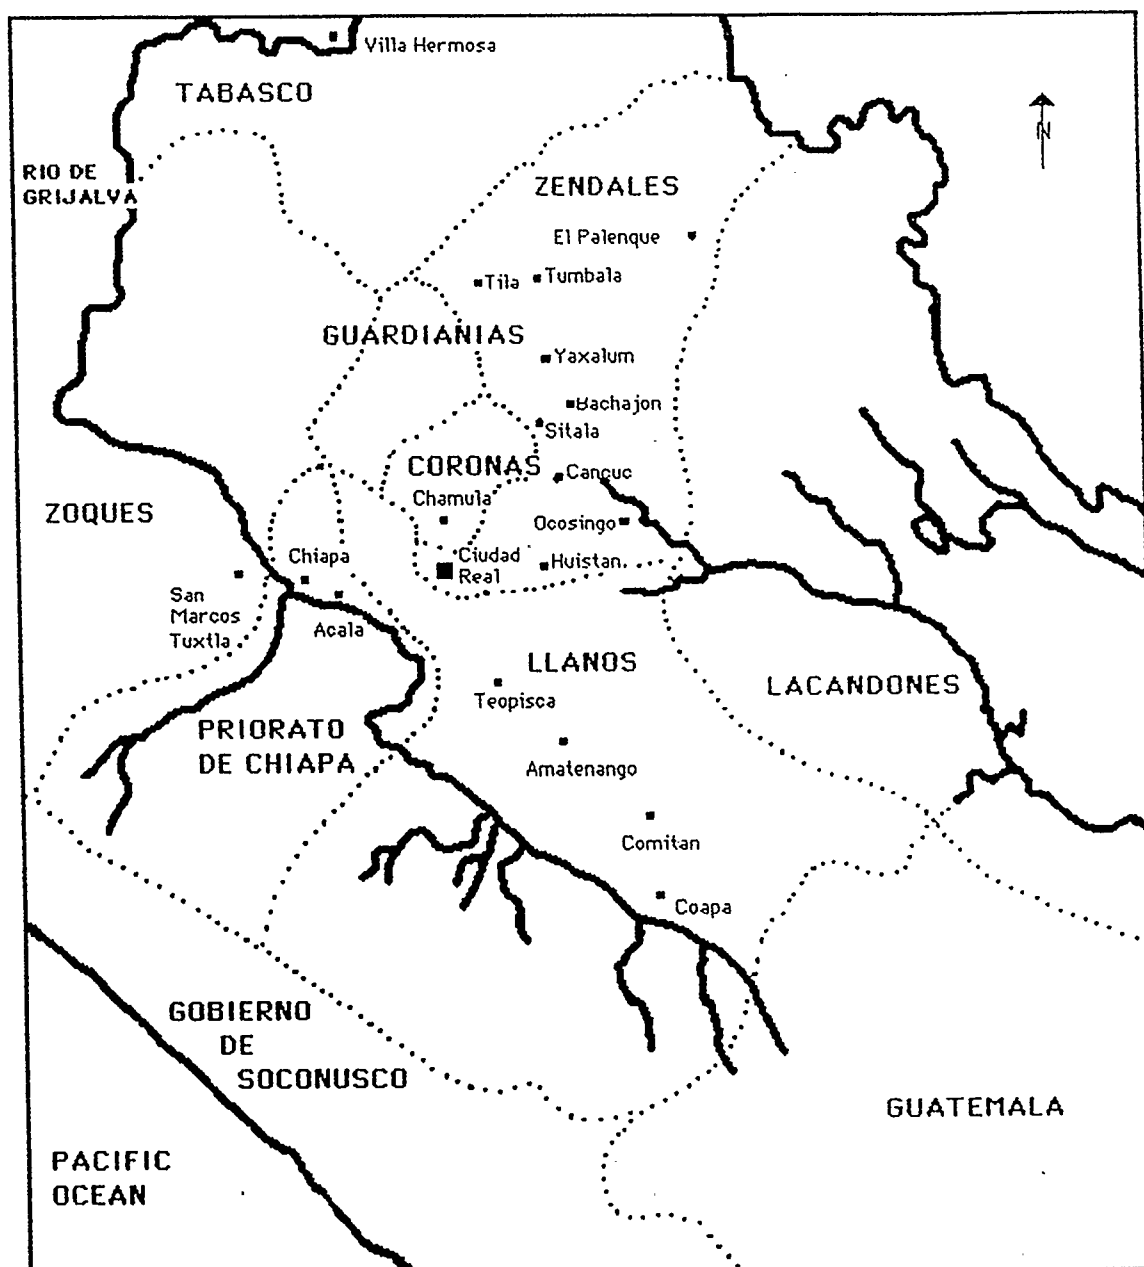 Villa Hermosa
TABASCO
N
RIO DE
GRIJALVA
ZENDALES
El Palenque
Tila
Tumbala
GUARDIANIAS
Yaxalum
Bachajon
Sitala
CORONAS
Cancuc
Chamula
ZOQUES
Ocosingo
Chiapa
Ciudad
Real
Huistan.
San
Marcos
Tuxtla
Acala
LLANOS
LACANDONES
Teopisca
PRIORATO
DE CHIAPA
Amatenango
Comitan
Coapa
GOBIERNO
DE
SOCONUSCO
GUATEMALA
PACIFIC
OCEAN